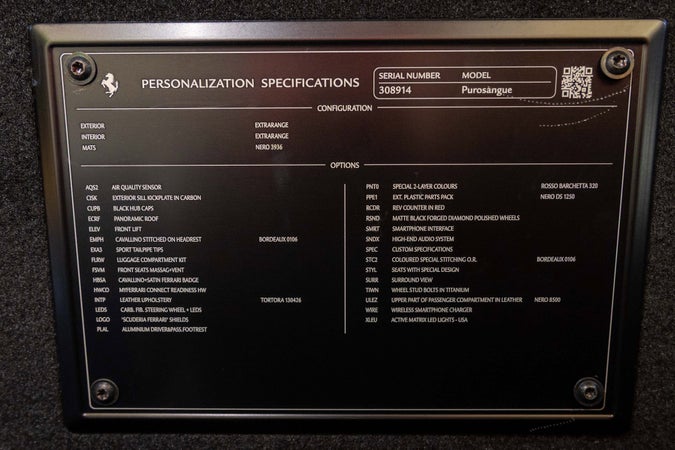 PERSONALIZATION SPECIFICATIONS
SERIAL NUMBER MODEL
308914 Purosàngue
CONFIGURATION
EXTERIOR EXTRARANGE
INTERIOR EXTRARANGE
MATS NERO 3936
OPTIONS
AQS2 AIR QUALITY SENSOR
CISK EXTERIOR SILL KICKPLATE IN CARBON
CUPB BLACK HUB CAPS
ECRF PANORAMIC ROOF
ELEV FRONT LIFT
EMPH CAVALLINO STITCHED ON HEADREST BORDEAUX 0106
EXA3 SPORT TAILPIPE TIPS
FLRW LUGGAGE COMPARTMENT KIT
FSVM FRONT SEATS MASSAG+VENT
HBSA CAVALLINO+SATIN FERRARI BADGE
HWCO MYFERRARI CONNECT READINESS HW
INTP LEATHER UPHOLSTERY TORTORA 130426
LEDS CARB. FIB. STEERING WHEEL + LEDS
LOGO "SCUDERIA FERRARI" SHIELDS
PLAL ALUMINIUM DRIVER&PASS.FOOTREST
PNT0 SPECIAL 2-LAYER COLOURS ROSSO BARCHETTA 320
PPE1 EXT. PLASTIC PARTS PACK NERO DS 1250
RCDR REV COUNTER IN RED
RSND MATTE BLACK FORGED DIAMOND POLISHED WHEELS
SMRT SMARTPHONE INTERFACE
SNDX HIGH-END AUDIO SYSTEM
SPEC CUSTOM SPECIFICATIONS
STC2 COLOURED SPECIAL STITCHING O.R. BORDEAUX 0106
STYL SEATS WITH SPECIAL DESIGN
SURR SURROUND VIEW
TIWN WHEEL STUD BOLTS IN TITANIUM
ULEZ UPPER PART OF PASSENGER COMPARTMENT IN LEATHER NERO 8500
WIRE WIRELESS SMARTPHONE CHARGER
XLEU ACTIVE MATRIX LED LIGHTS - USA